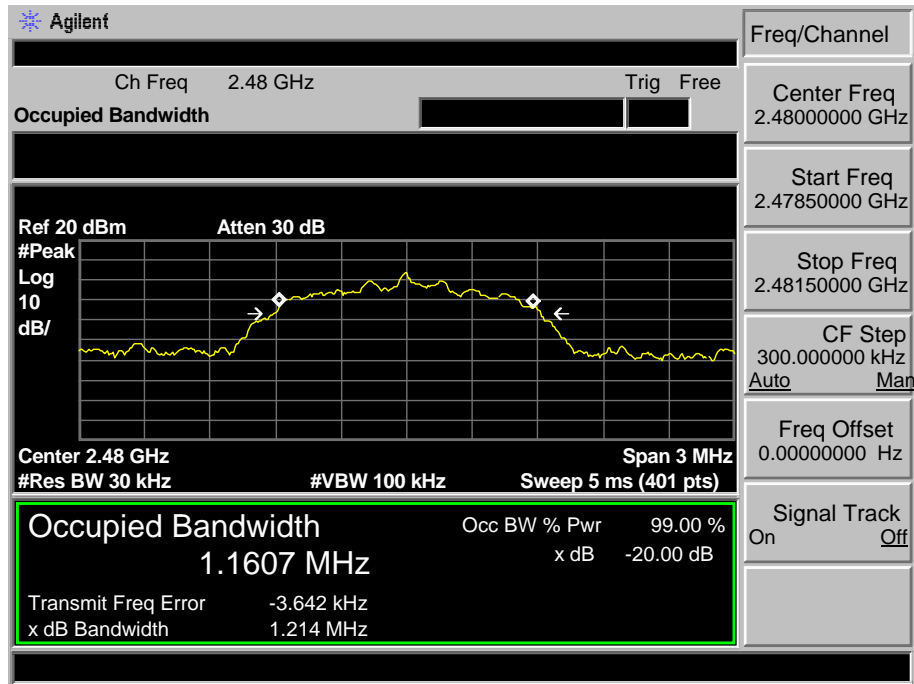 Agilent
Freq/Channel
Ch Freq 2.48 GHz Trig Free
Occupied Bandwidth
Center Freq
2.48000000 GHz
Start Freq
2.47850000 GHz
Stop Freq
2.48150000 GHz
CF Step
300.000000 kHz
Auto Man
Freq Offset
0.00000000 Hz
Signal Track
On Off
Ref 20 dBm Atten 30 dB
#Peak
Log
10
dB/
Center 2.48 GHz Span 3 MHz
#Res BW 30 kHz #VBW 100 kHz Sweep 5 ms (401 pts)
Occupied Bandwidth Occ BW % Pwr 99.00 %
1.1607 MHz x dB -20.00 dB
Transmit Freq Error -3.642 kHz
x dB Bandwidth 1.214 MHz